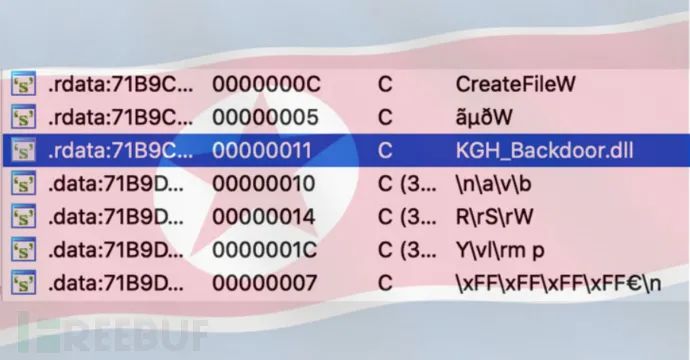 .rdata:71B9C... 0000000C C CreateFileW
.rdata:71B9C... 00000005 C ãµðW
.rdata:71B9C... 00000011 C KGH_Backdoor.dll
.data:71B9D... 00000010 C (3... \n\a\v\b
.data:71B9D... 00000014 C (3... R\rS\rW
.data:71B9D... 0000001C C (3... Y\vl\rm p
.data:71B9D... 00000007 C \xFF\xFF\xFF\xFF€\n
REEBUF